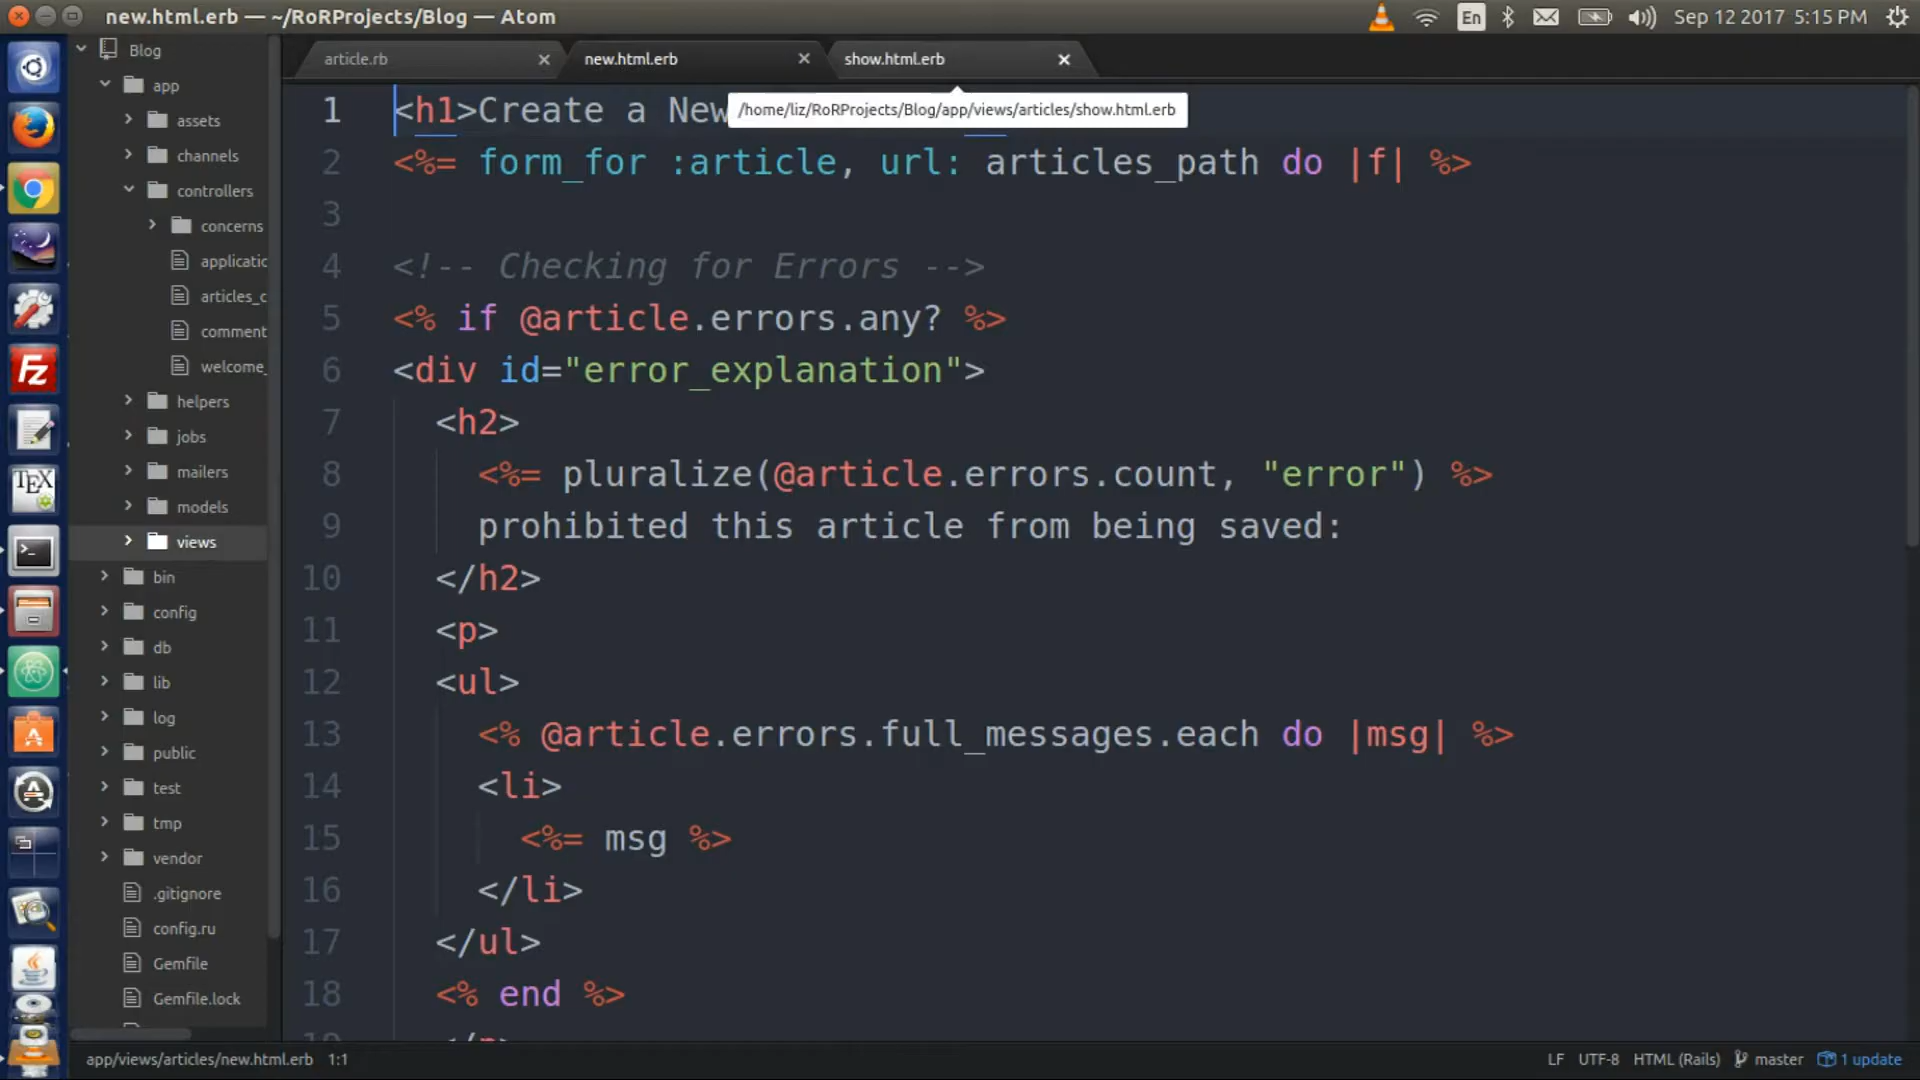 new.html.erb — ~/RoRProjects/Blog — Atom
En
Sep 12 2017 5:15 PM
Blog
app
assets
channels
controllers
concerns
applicatio
articles_c
comment
welcome_
helpers
jobs
mailers
models
views
bin
config
db
lib
log
public
test
tmp
vendor
.gitignore
config.ru
Gemfile
Gemfile.lock
article.rb
new.html.erb
show.html.erb
/home/liz/RoRProjects/Blog/app/views/articles/show.html.erb
1 <h1>Create a New
2 <%= form_for :article, url: articles_path do |f| %>
3
4 <!-- Checking for Errors -->
5 <% if @article.errors.any? %>
6 <div id="error_explanation">
7 <h2>
8 <%= pluralize(@article.errors.count, "error") %>
9 prohibited this article from being saved:
10 </h2>
11 <p>
12 <ul>
13 <% @article.errors.full_messages.each do |msg| %>
14 <li>
15 <%= msg %>
16 </li>
17 </ul>
18 <% end %>
app/views/articles/new.html.erb 1:1
LF UTF-8 HTML (Rails) master 1 update